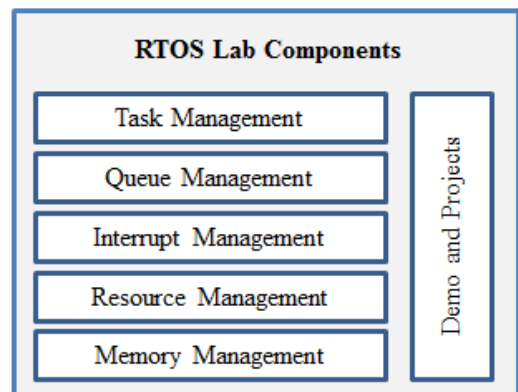 RTOS Lab Components
Task Management
Queue Management
Interrupt Management
Resource Management
Memory Management
Demo and Projects